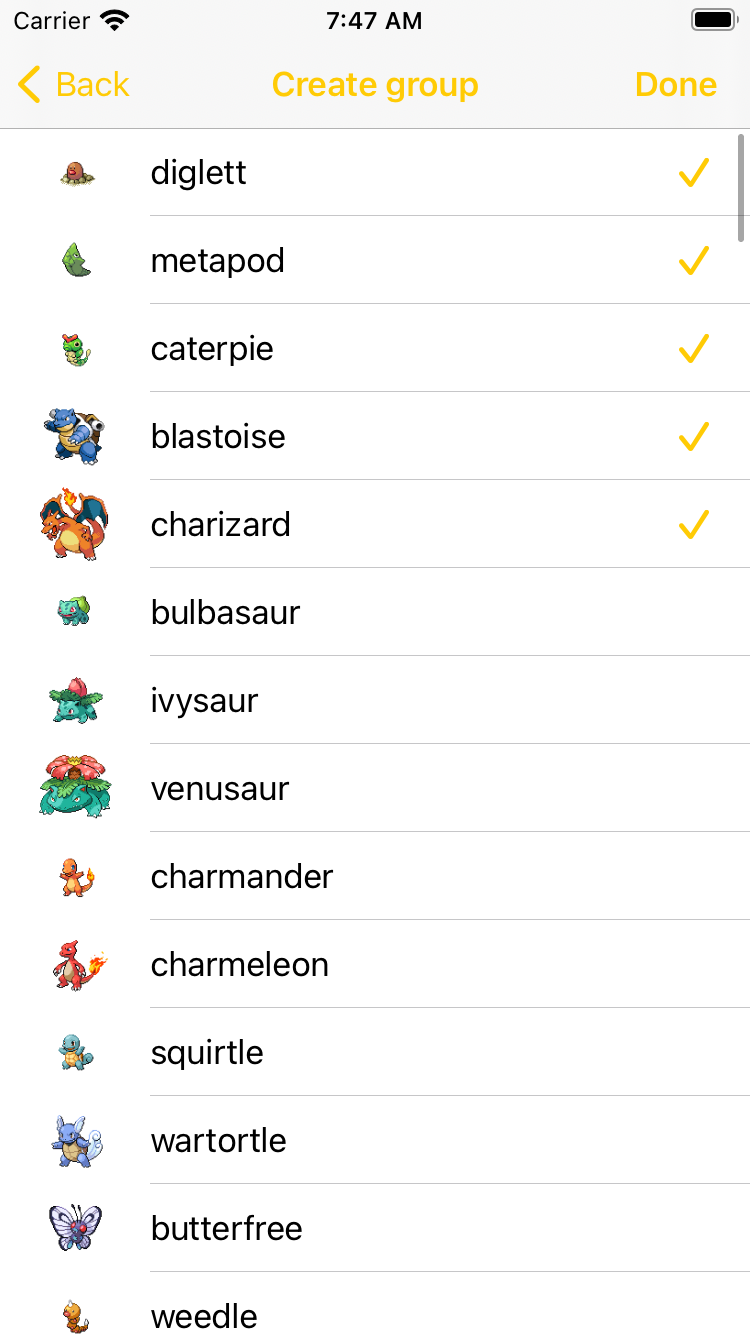 Carrier 7:47 AM
Back Create group Done
diglett
metapod
caterpie
blastoise
charizard
bulbasaur
ivysaur
venusaur
charmander
charmeleon
squirtle
wartortle
butterfree
weedle